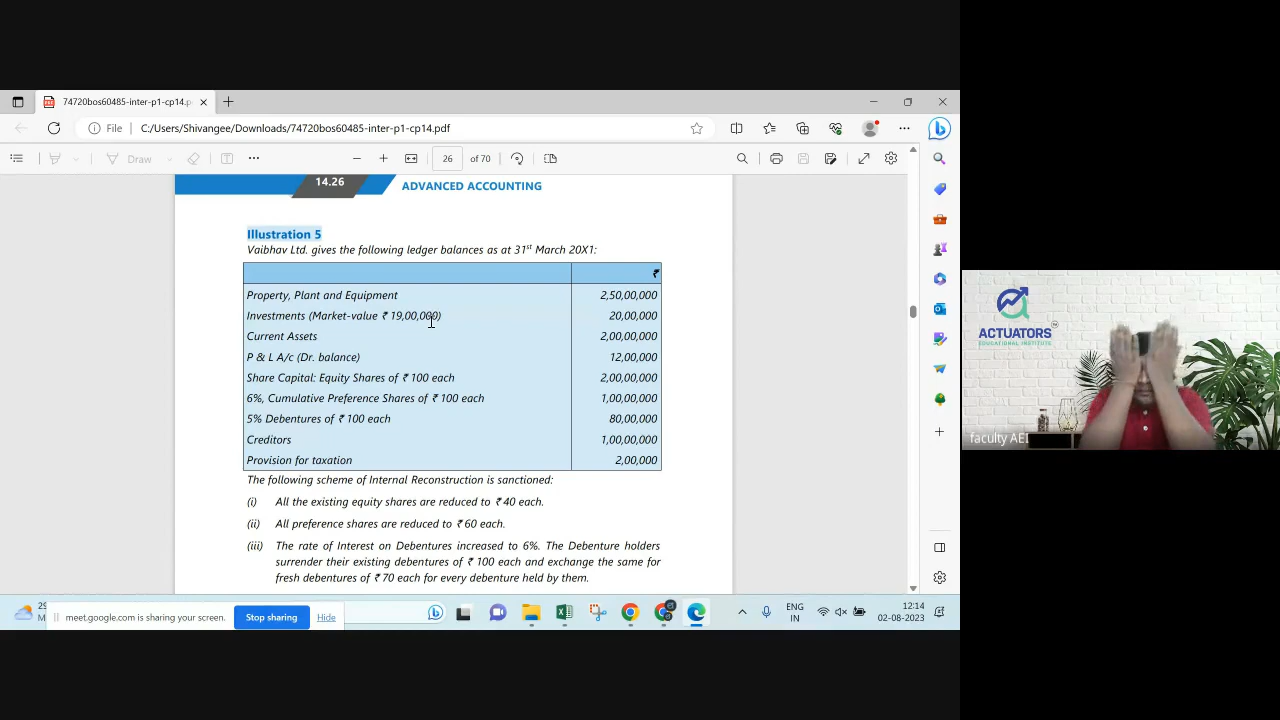 74720bos60485-inter-p1-cp14.p
File C:/Users/Shivangee/Downloads/74720bos60485-inter-p1-cp14.pdf
Draw 26 of 70
14.26 ADVANCED ACCOUNTING
Illustration 5
Vaibhav Ltd. gives the following ledger balances as at 31st March 20X1:
₹
Property, Plant and Equipment 2,50,00,000
Investments (Market-value ₹ 19,00,000) 20,00,000
Current Assets 2,00,00,000
P & L A/c (Dr. balance) 12,00,000
Share Capital: Equity Shares of ₹ 100 each 2,00,00,000
6%, Cumulative Preference Shares of ₹ 100 each 1,00,00,000
5% Debentures of ₹ 100 each 80,00,000
Creditors 1,00,00,000
Provision for taxation 2,00,000
The following scheme of Internal Reconstruction is sanctioned:
(i) All the existing equity shares are reduced to ₹ 40 each.
(ii) All preference shares are reduced to ₹ 60 each.
(iii) The rate of Interest on Debentures increased to 6%. The Debenture holders
surrender their existing debentures of ₹ 100 each and exchange the same for
fresh debentures of ₹ 70 each for every debenture held by them.
ACTUATORS
EDUCATIONAL INSTITUTE
faculty AEI
meet.google.com is sharing your screen. Stop sharing Hide
ENG
IN
12:14
02-08-2023